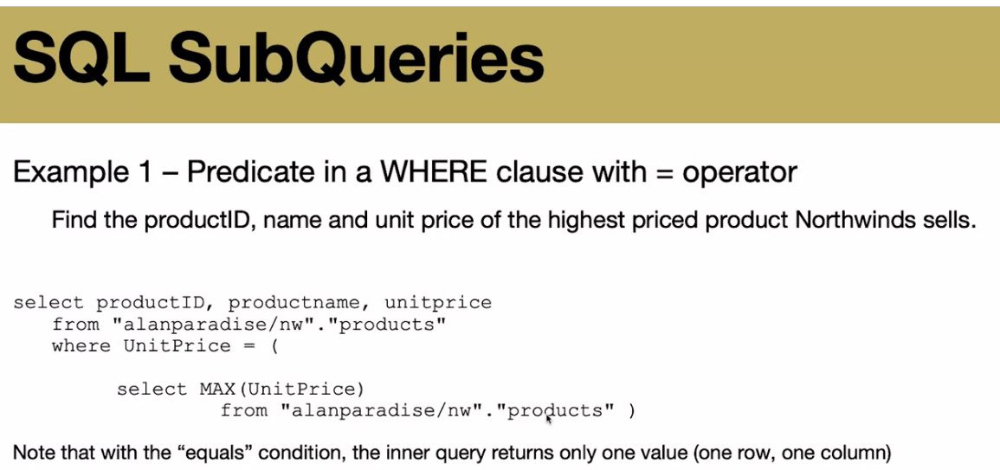 SQL SubQueries
Example 1 – Predicate in a WHERE clause with = operator
Find the productID, name and unit price of the highest priced product Northwinds sells.
select productID, productname, unitprice
from "alanparadise/nw"."products"
where UnitPrice = (
select MAX(UnitPrice)
from "alanparadise/nw"."products" )
Note that with the “equals” condition, the inner query returns only one value (one row, one column)